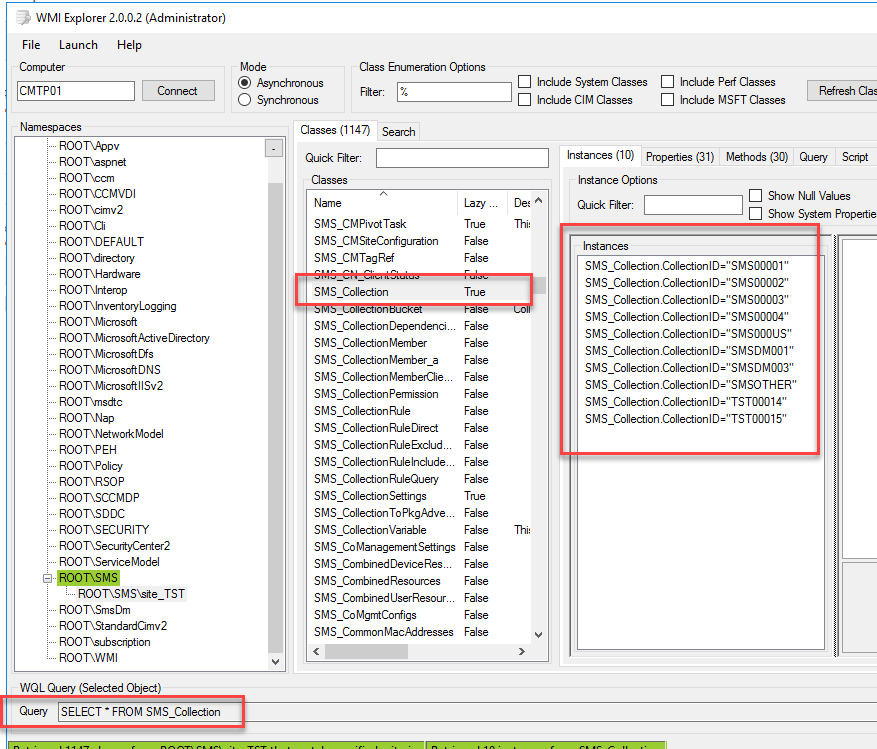 WMI Explorer 2.0.0.2 (Administrator)
File Launch Help
Computer
CMTP01
Connect
Mode
Asynchronous
Synchronous
Class Enumeration Options
Filter: %
Include System Classes
Include CIM Classes
Include Perf Classes
Include MSFT Classes
Refresh Clas
Namespaces
-
ROOT\Appv
ROOT\aspnet
ROOT\ccm
ROOT\CCMVDI
ROOT\cimv2
ROOT\Cli
ROOT\DEFAULT
ROOT\directory
ROOT\Hardware
ROOT\Interop
ROOT\InventoryLogging
ROOT\Microsoft
ROOT\MicrosoftActiveDirectory
ROOT\MicrosoftDfs
ROOT\MicrosoftDNS
ROOT\MicrosoftIISv2
ROOT\msdtc
ROOT\Nap
ROOT\NetworkModel
ROOT\PEH
ROOT\Policy
ROOT\RSOP
ROOT\SCCMDP
ROOT\SDDC
ROOT\SECURITY
ROOT\SecurityCenter2
ROOT\ServiceModel
ROOT\SMS
ROOT\SMS\site_TST
ROOT\SmsDm
ROOT\StandardCimv2
ROOT\subscription
ROOT\WMI
Classes (1147) Search
Quick Filter:
Classes
Name Lazy ... Des
SMS_CMPivotTask True This
SMS_CMSiteConfiguration False
SMS_CMTagRef False
SMS_CN_ClientStatus False
SMS_Collection True
SMS_CollectionBucket False Coll
SMS_CollectionDependenci... False
SMS_CollectionMember False
SMS_CollectionMember_a False
SMS_CollectionMemberClie... False
SMS_CollectionPermission False
SMS_CollectionRule False
SMS_CollectionRuleDirect False
SMS_CollectionRuleExclud... False
SMS_CollectionRuleInclude... False
SMS_CollectionRuleQuery False
SMS_CollectionSettings True
SMS_CollectionToPkgAdve... False
SMS_CollectionVariable False This
SMS_CoManagementSettings False
SMS_CombinedDeviceRes... False
SMS_CombinedResources False
SMS_CombinedUserResour... False
SMS_CoMgmtConfigs False
SMS_CommonMacAddresses False
Instances (10) Properties (31) Methods (30) Query Script
Instance Options
Quick Filter:
Show Null Values
Show System Propertie
Instances
SMS_Collection.CollectionID="SMS00001"
SMS_Collection.CollectionID="SMS00002"
SMS_Collection.CollectionID="SMS00003"
SMS_Collection.CollectionID="SMS00004"
SMS_Collection.CollectionID="SMS000US"
SMS_Collection.CollectionID="SMSDM001"
SMS_Collection.CollectionID="SMSDM003"
SMS_Collection.CollectionID="SMSOTHER"
SMS_Collection.CollectionID="TST00014"
SMS_Collection.CollectionID="TST00015"
WQL Query (Selected Object)
Query SELECT * FROM SMS_Collection